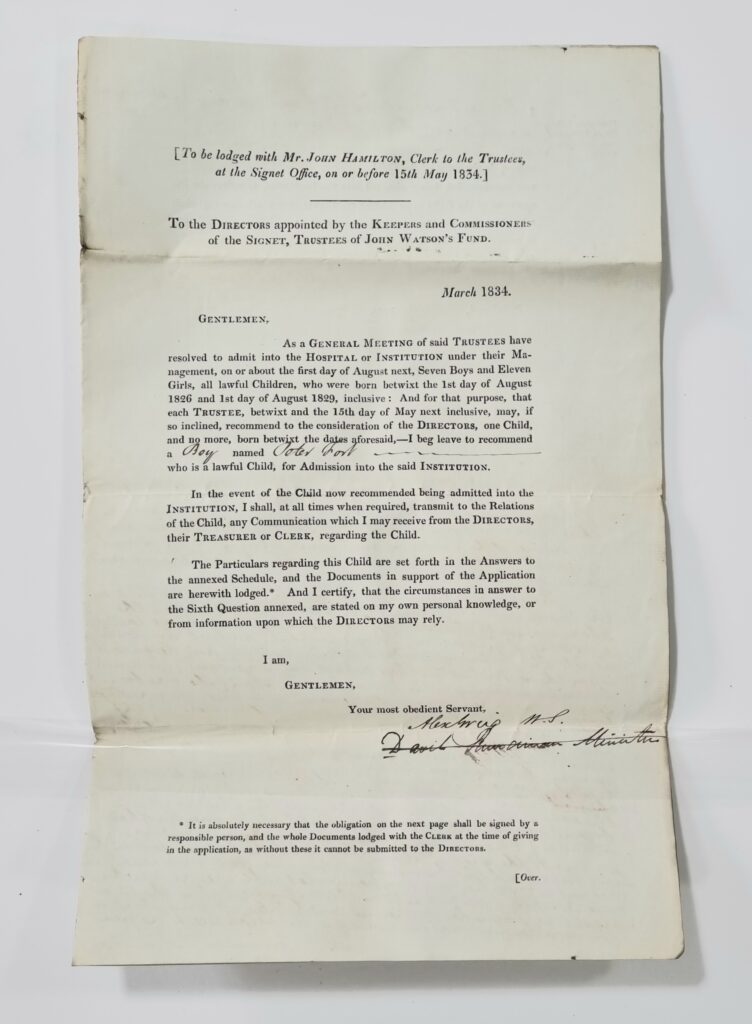 [To be lodged with Mr. JOHN HAMILTON, Clerk to the Trustees,
at the Signet Office, on or before 15th May 1834.]
To the DIRECTORS appointed by the KEEPERS and COMMISSIONERS
of the SIGNET, TRUSTEES of JOHN WATSON'S FUND.
March 1834.
GENTLEMEN,
As a GENERAL MEETING of said TRUSTEES have
resolved to admit into the HOSPITAL or INSTITUTION under their Ma-
nagement, on or about the first day of August next, Seven Boys and Eleven
Girls, all lawful Children, who were born betwixt the 1st day of August
1826 and 1st day of August 1829, inclusive: And for that purpose, that
each TRUSTEE, betwixt and the 15th day of May next inclusive, may, if
so inclined, recommend to the consideration of the DIRECTORS, one Child,
and no more, born betwixt the dates aforesaid,—I beg leave to recommend
a Boy named Peter
who is a lawful Child, for Admission into the said INSTITUTION.
In the event of the Child now recommended being admitted into the
INSTITUTION, I shall, at all times when required, transmit to the Relations
of the Child, any Communication which I may receive from the DIRECTORS,
their TREASURER or CLERK, regarding the Child.
The Particulars regarding this Child are set forth in the Answers to
the annexed Schedule, and the Documents in support of the Application
are herewith lodged.* And I certify, that the circumstances in answer to
the Sixth Question annexed, are stated on my own personal knowledge, or
from information upon which the DIRECTORS may rely.
I am,
GENTLEMEN,
Your most obedient Servant,
Alex Greig W.S.
David Minister
* It is absolutely necessary that the obligation on the next page shall be signed by a
responsible person, and the whole Documents lodged with the CLERK at the time of giving
in the application, as without these it cannot be submitted to the DIRECTORS.
[Over.